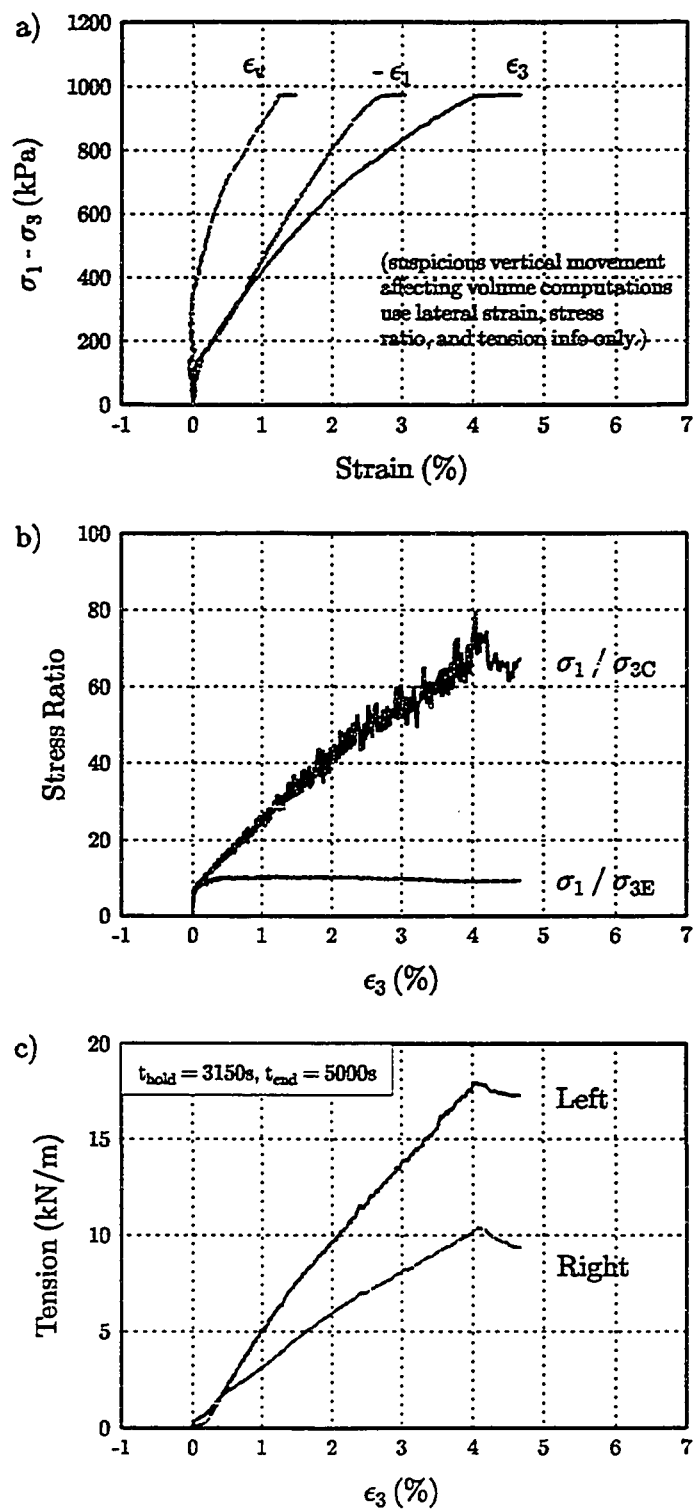 a)
1200
1000
800
600
400
200
0
σ₁ - σ₃ (kPa)
ϵᵥ
- ϵ₁
ϵ₃
(suspicious vertical movement
affecting volume computations
use lateral strain, stress
ratio, and tension info only.)
-1 0 1 2 3 4 5 6 7
Strain (%)
b)
100
80
60
40
20
0
Stress Ratio
σ₁ / σ₃C
σ₁ / σ₃E
-1 0 1 2 3 4 5 6 7
ϵ₃ (%)
c)
20
15
10
5
0
Tension (kN/m)
t_hold = 3150s, t_end = 5000s
Left
Right
-1 0 1 2 3 4 5 6 7
ϵ₃ (%)